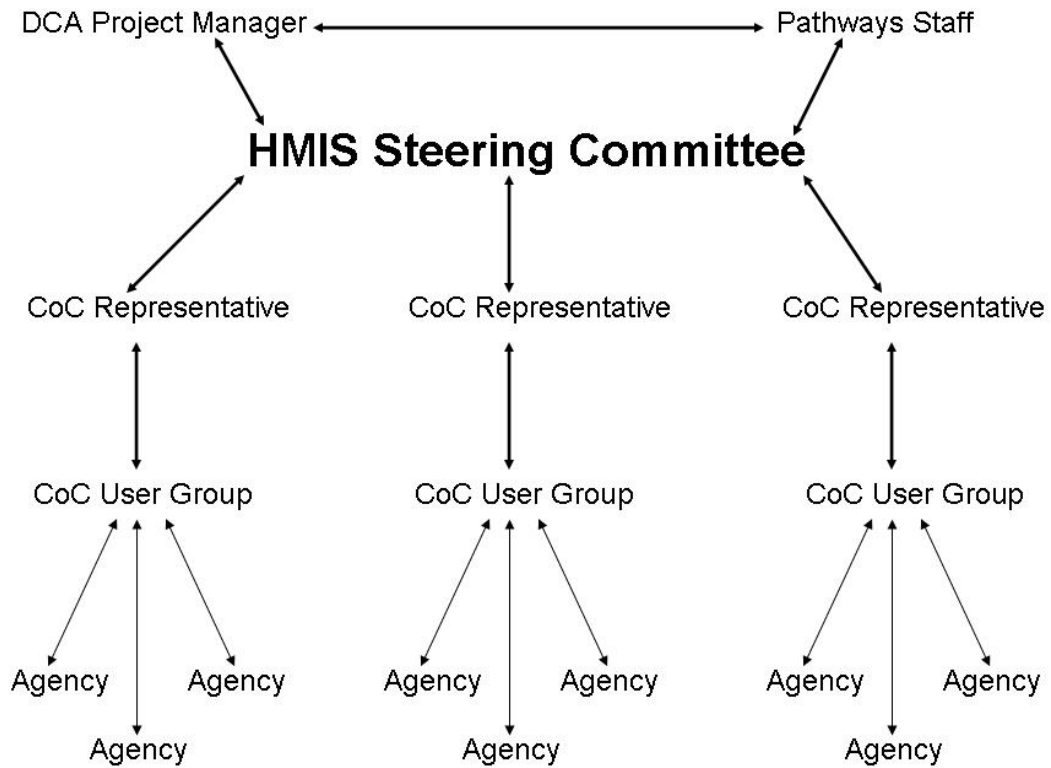 DCA Project Manager
Pathways Staff
HMIS Steering Committee
CoC Representative
CoC Representative
CoC Representative
CoC User Group
CoC User Group
CoC User Group
Agency
Agency
Agency
Agency
Agency
Agency
Agency
Agency
Agency